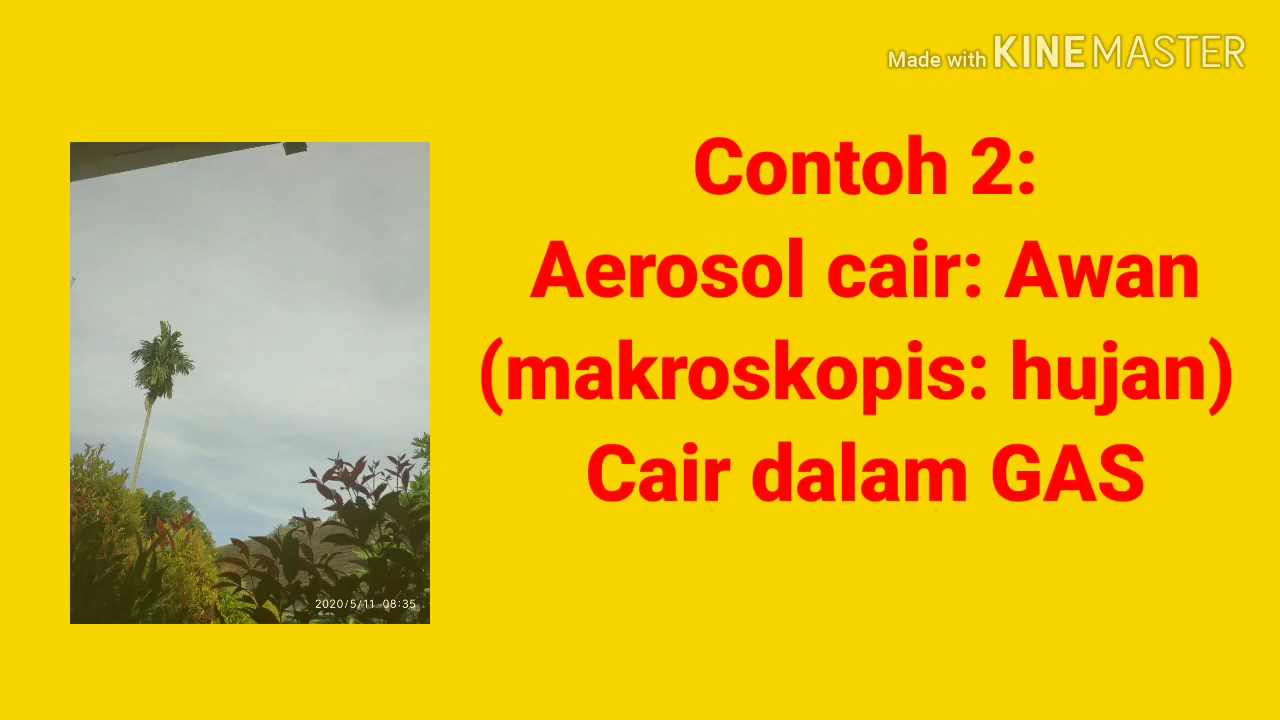 Made with KINEMASTER
Contoh 2:
Aerosol cair: Awan
(makroskopis: hujan)
Cair dalam GAS
2020/5/11 08:35